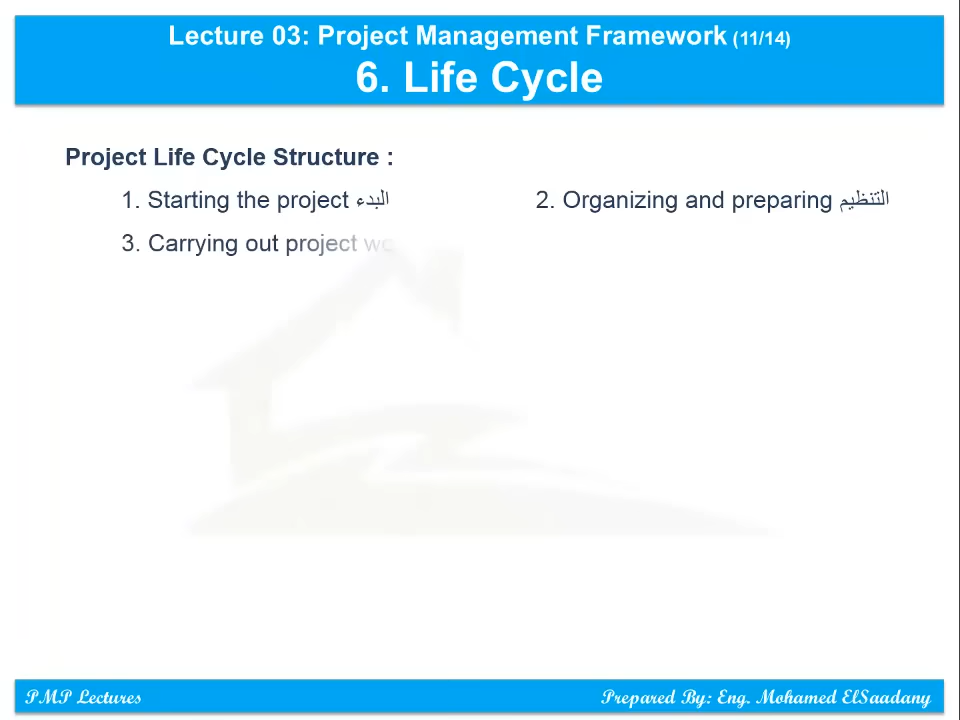 Lecture 03: Project Management Framework (11/14)
6. Life Cycle
Project Life Cycle Structure :
1. Starting the project البدء
2. Organizing and preparing التنظيم
3. Carrying out project
PMP Lectures
Prepared By: Eng. Mohamed ElSaadany